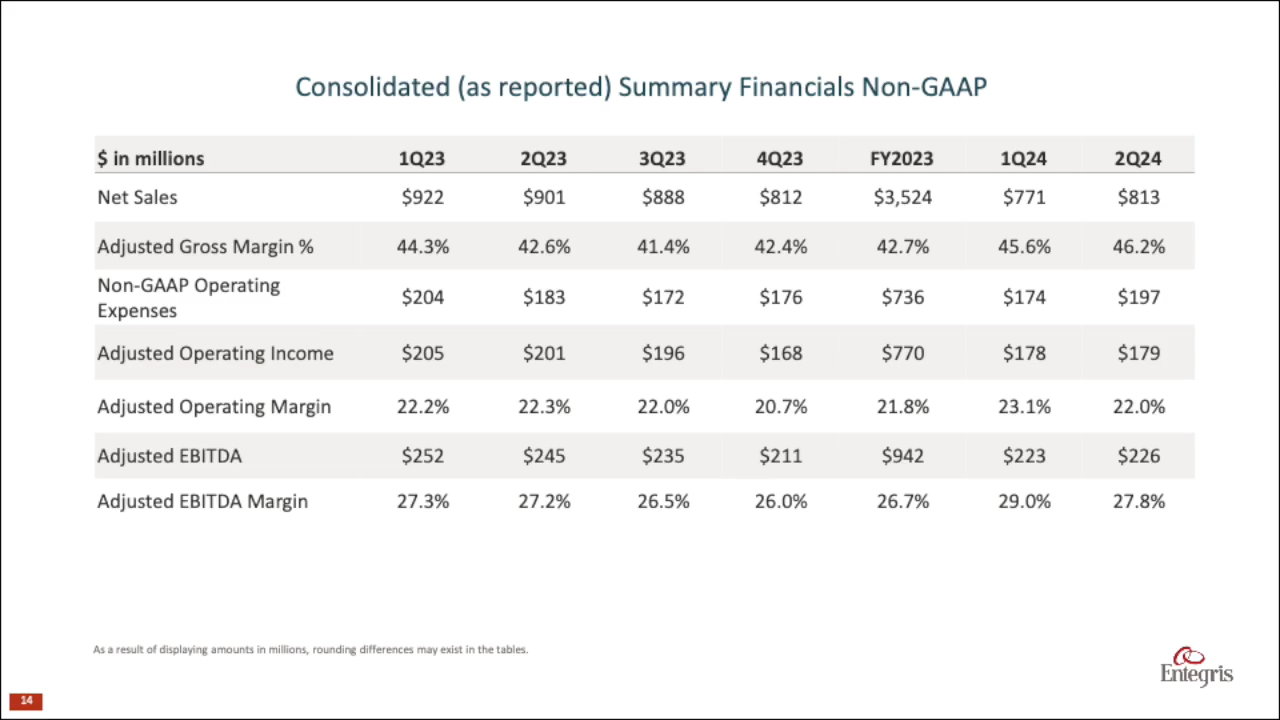 Consolidated (as reported) Summary Financials Non-GAAP
$ in millions 1Q23 2Q23 3Q23 4Q23 FY2023 1Q24 2Q24
Net Sales $922 $901 $888 $812 $3,524 $771 $813
Adjusted Gross Margin % 44.3% 42.6% 41.4% 42.4% 42.7% 45.6% 46.2%
Non-GAAP Operating
Expenses $204 $183 $172 $176 $736 $174 $197
Adjusted Operating Income $205 $201 $196 $168 $770 $178 $179
Adjusted Operating Margin 22.2% 22.3% 22.0% 20.7% 21.8% 23.1% 22.0%
Adjusted EBITDA $252 $245 $235 $211 $942 $223 $226
Adjusted EBITDA Margin 27.3% 27.2% 26.5% 26.0% 26.7% 29.0% 27.8%
As a result of displaying amounts in millions, rounding differences may exist in the tables.
Entegris
14